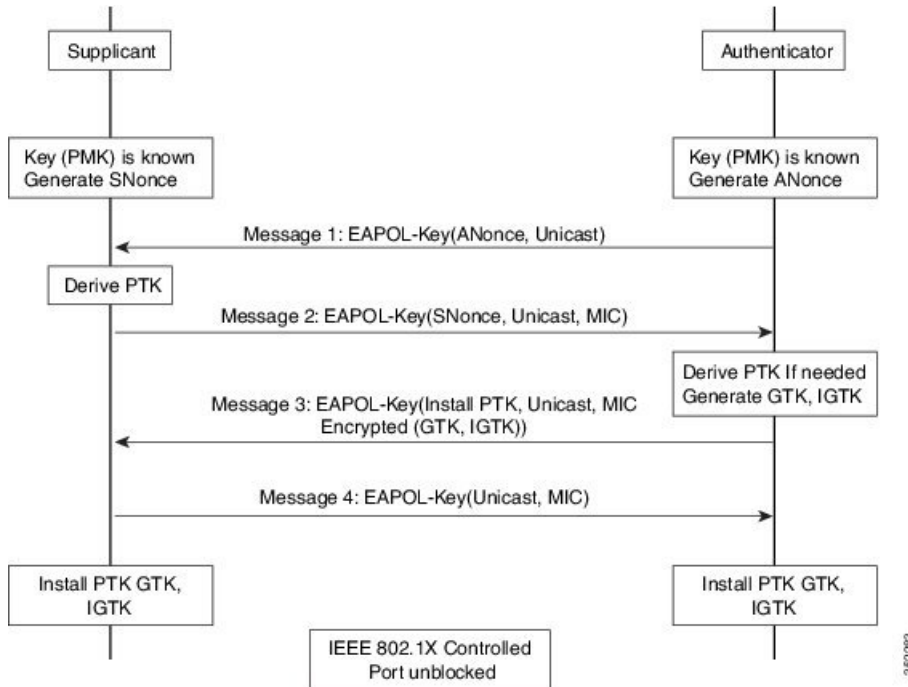 Supplicant
Authenticator
Key (PMK) is known
Generate SNonce
Key (PMK) is known
Generate ANonce
Message 1: EAPOL-Key(ANonce, Unicast)
Derive PTK
Message 2: EAPOL-Key(SNonce, Unicast, MIC)
Derive PTK If needed
Generate GTK, IGTK
Message 3: EAPOL-Key(Install PTK, Unicast, MIC
Encrypted (GTK, IGTK))
Message 4: EAPOL-Key(Unicast, MIC)
Install PTK GTK,
IGTK
Install PTK GTK,
IGTK
IEEE 802.1X Controlled
Port unblocked